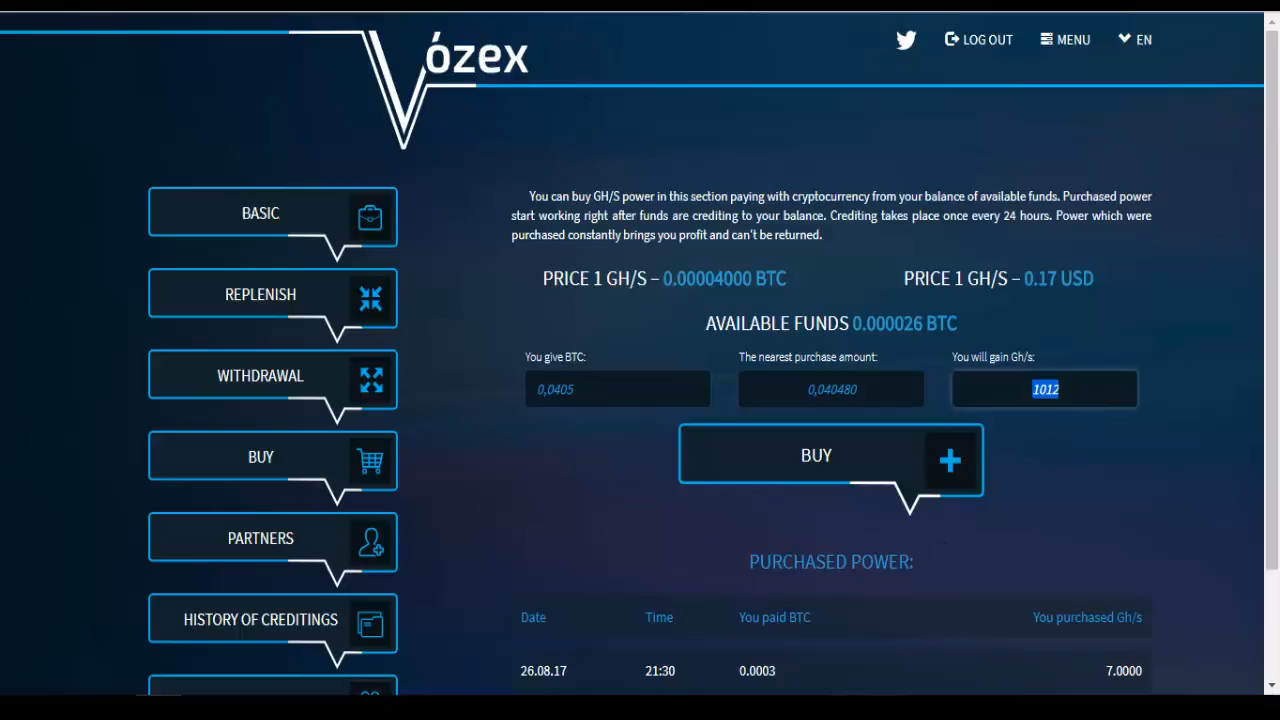 Vózex
LOG OUT
MENU
EN
BASIC
REPLENISH
WITHDRAWAL
BUY
PARTNERS
HISTORY OF CREDITINGS
You can buy GH/S power in this section paying with cryptocurrency from your balance of available funds. Purchased power
start working right after funds are crediting to your balance. Crediting takes place once every 24 hours. Power which were
purchased constantly brings you profit and can't be returned.
PRICE 1 GH/S – 0.00004000 BTC
PRICE 1 GH/S – 0.17 USD
AVAILABLE FUNDS 0.000026 BTC
You give BTC:
The nearest purchase amount:
You will gain Gh/s:
0,0405
0,040480
1012
BUY
PURCHASED POWER:
Date
Time
You paid BTC
You purchased Gh/s
26.08.17
21:30
0.0003
7.0000